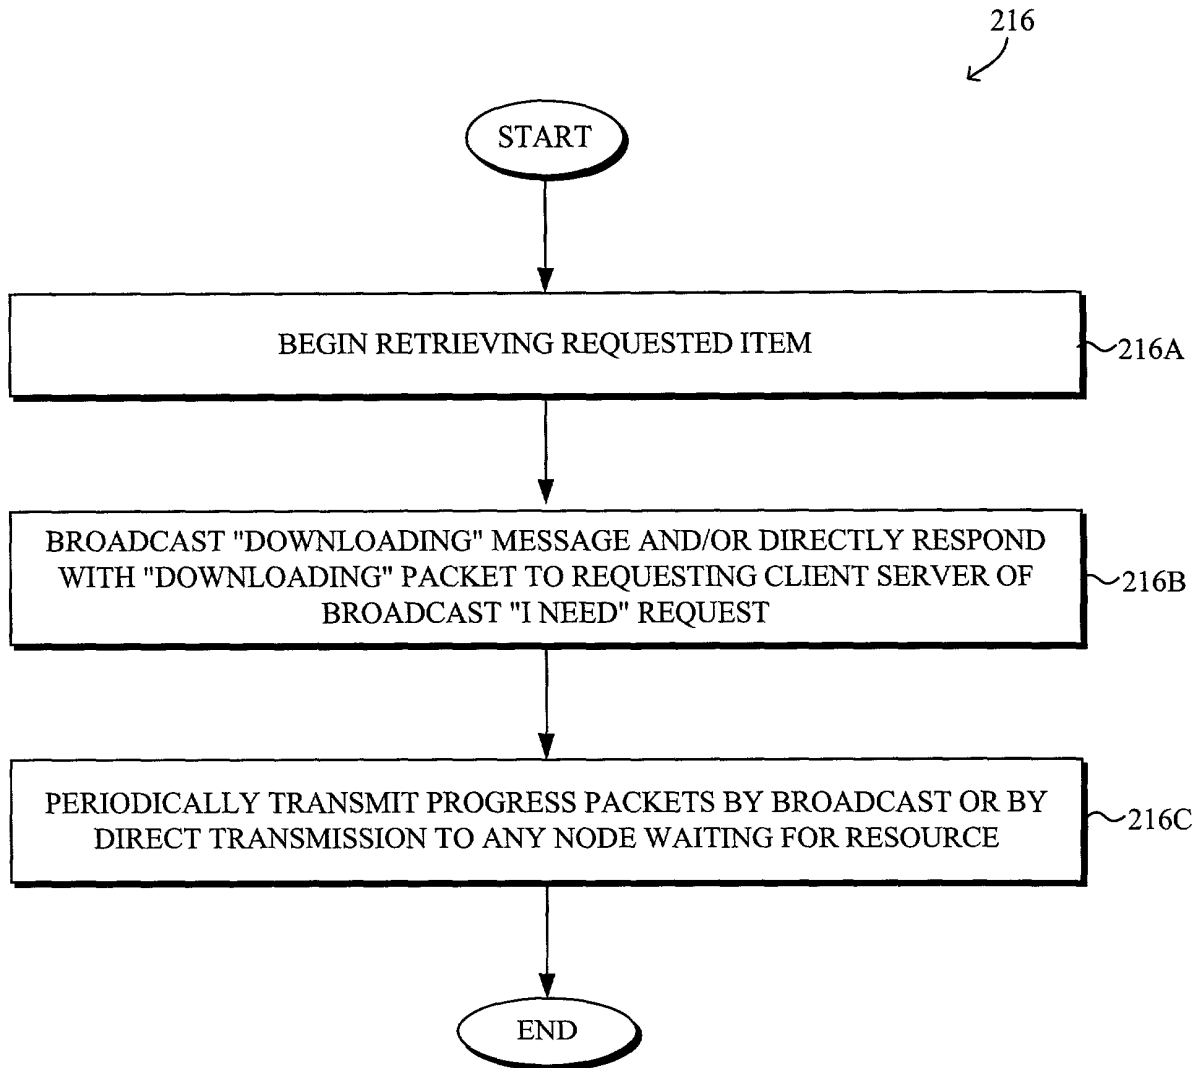 216
START
BEGIN RETRIEVING REQUESTED ITEM
216A
BROADCAST "DOWNLOADING" MESSAGE AND/OR DIRECTLY RESPOND
WITH "DOWNLOADING" PACKET TO REQUESTING CLIENT SERVER OF
BROADCAST "I NEED" REQUEST
216B
PERIODICALLY TRANSMIT PROGRESS PACKETS BY BROADCAST OR BY
DIRECT TRANSMISSION TO ANY NODE WAITING FOR RESOURCE
216C
END